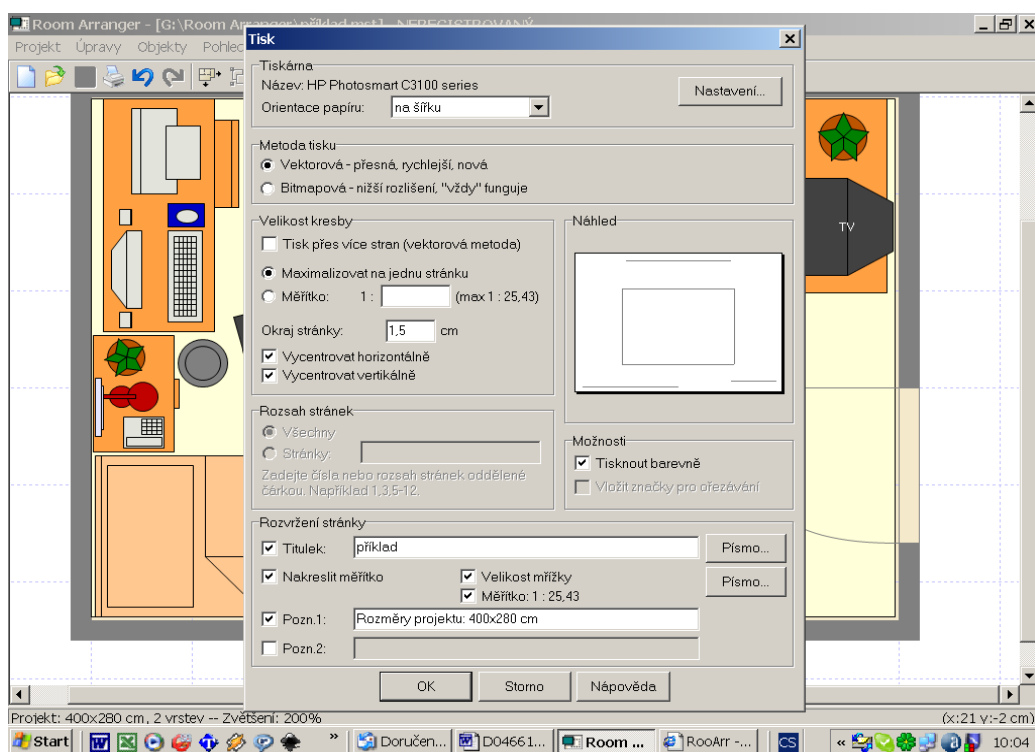 Room Arranger - [G:\Room Arranger\příklad.mst] - NEREGISTROVANÝ
Projekt Úpravy Objekty Pohled
Tisk
Tiskárna
Název: HP Photosmart C3100 series
Nastavení...
Orientace papíru: na šířku
Metoda tisku
Vektorová - přesná, rychlejší, nová
Bitmapová - nižší rozlišení, "vždy" funguje
Velikost kresby
Tisk přes více stran (vektorová metoda)
Maximalizovat na jednu stránku
Měřítko: 1 : (max 1 : 25,43)
Okraj stránky: 1,5 cm
Vycentrovat horizontálně
Vycentrovat vertikálně
Náhled
TV
Rozsah stránek
Všechny
Stránky:
Zadejte čísla nebo rozsah stránek oddělené
čárkou. Například 1,3,5-12.
Možnosti
Tisknout barevně
Vložit značky pro ořezávání
Rozvržení stránky
Titulek: příklad Písmo...
Nakreslit měřítko Velikost mřížky Písmo...
Měřítko: 1 : 25,43
Pozn.1: Rozměry projektu: 400x280 cm
Pozn.2:
OK Storno Nápověda
Projekt: 400x280 cm, 2 vrstev -- Zvětšení: 200% (x:21 y:-2 cm)
Start » Doručen... D04661... Room ... RooArr -... CS « 10:04